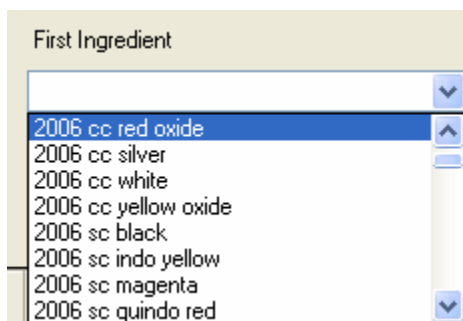 First Ingredient
2006 cc red oxide
2006 cc silver
2006 cc white
2006 cc yellow oxide
2006 sc black
2006 sc indo yellow
2006 sc magenta
2006 sc quindo red